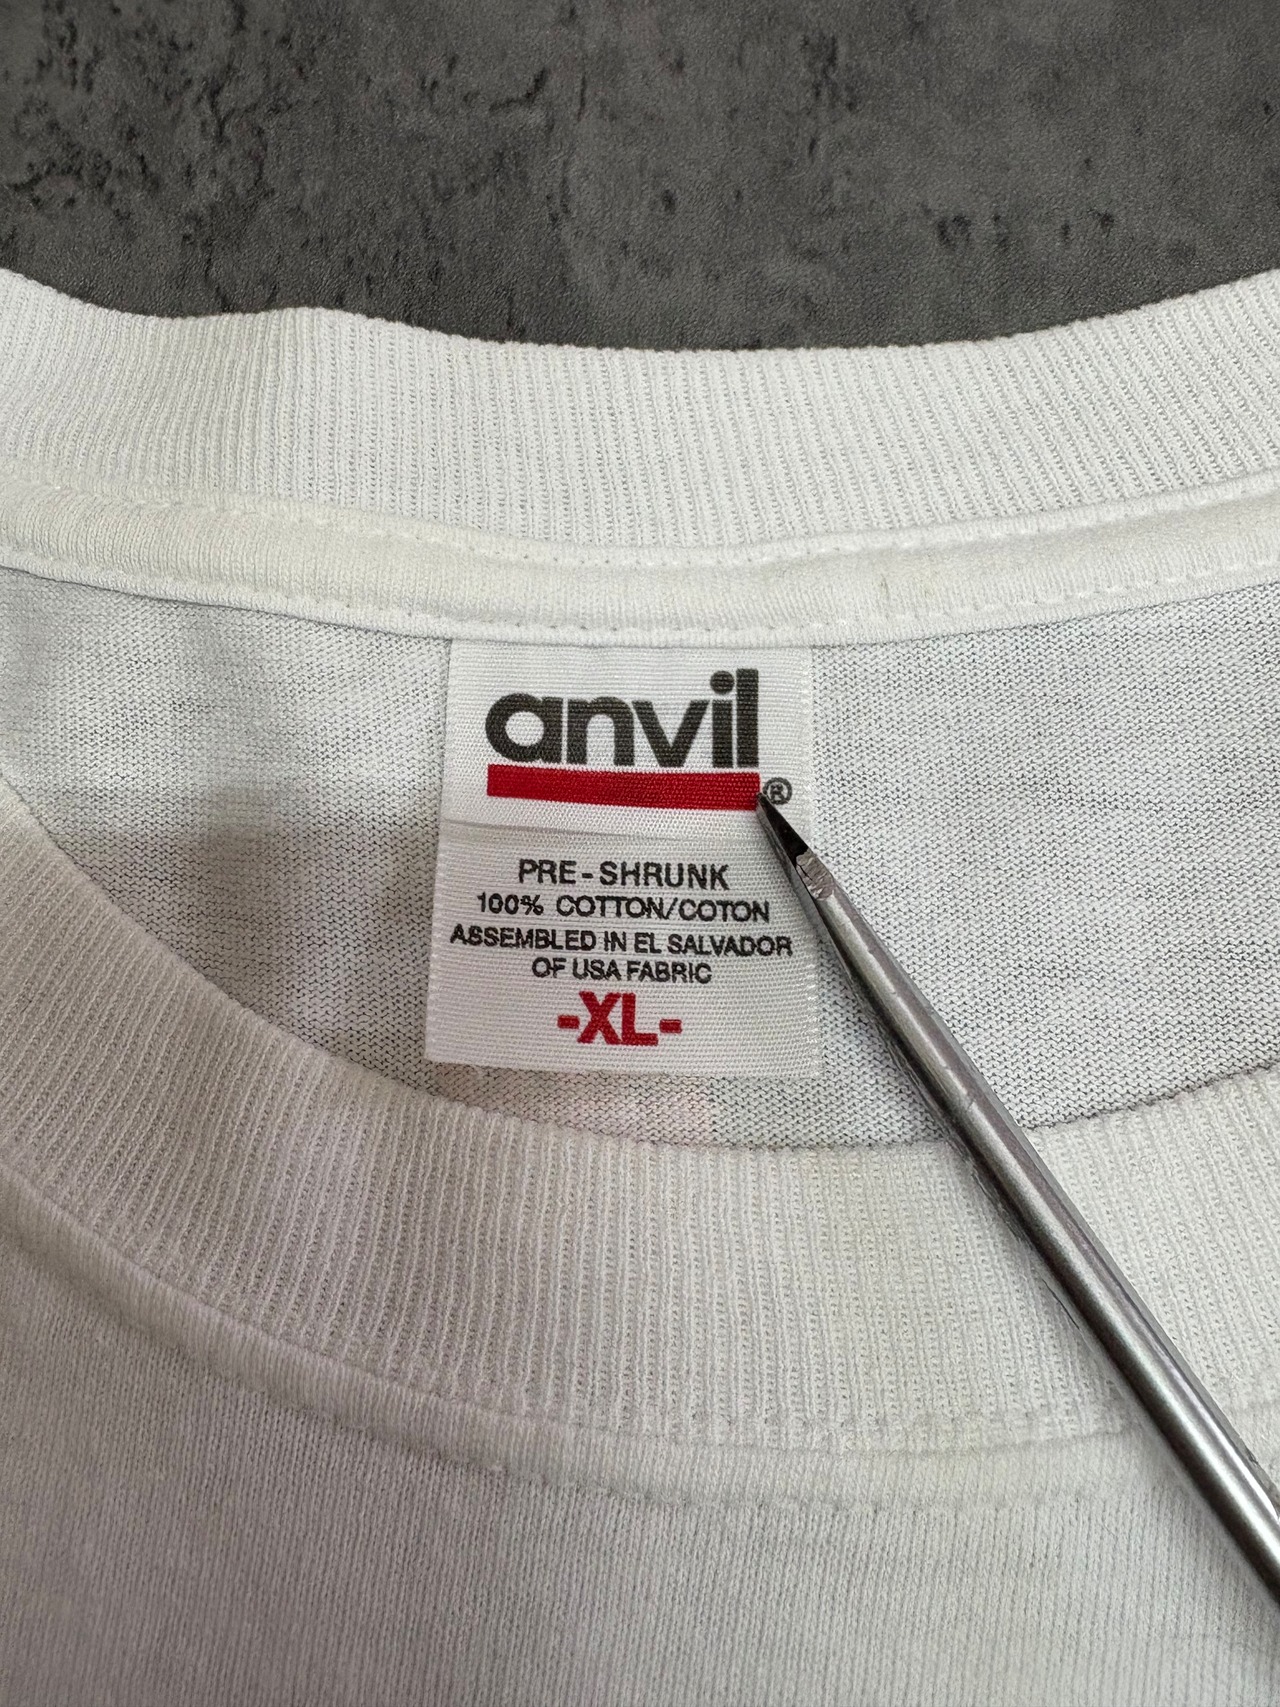 anvil
®
PRE-SHRUNK
100% COTTON/COTON
ASSEMBLED IN EL SALVADOR
OF USA FABRIC
-XL-